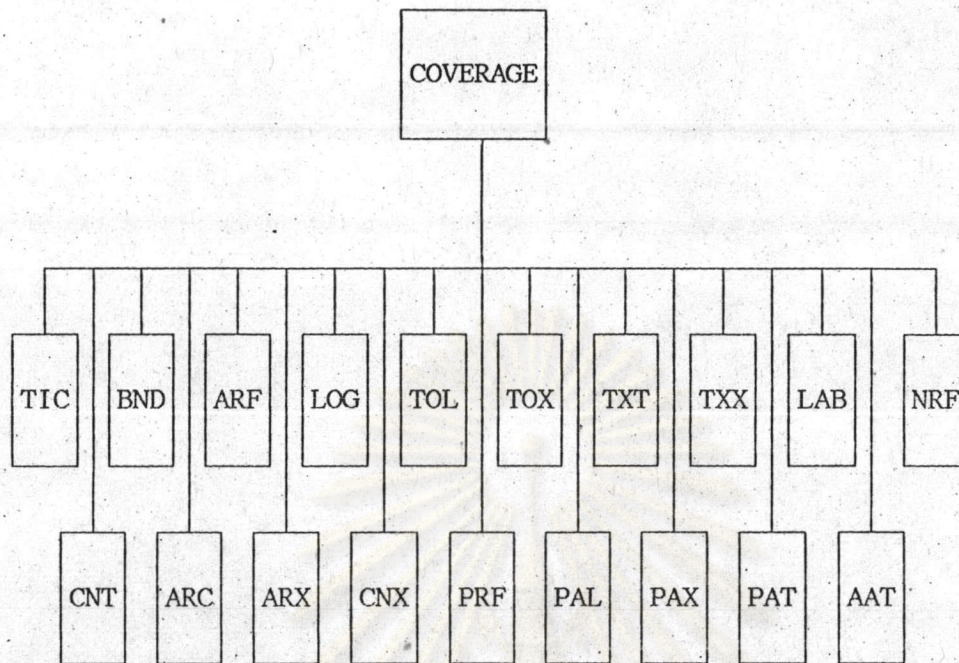 COVERAGE
TIC BND ARF LOG TOL TOX TXT TXX LAB NRF
CNT ARC ARX CNX PRF PAL PAX PAT AAT